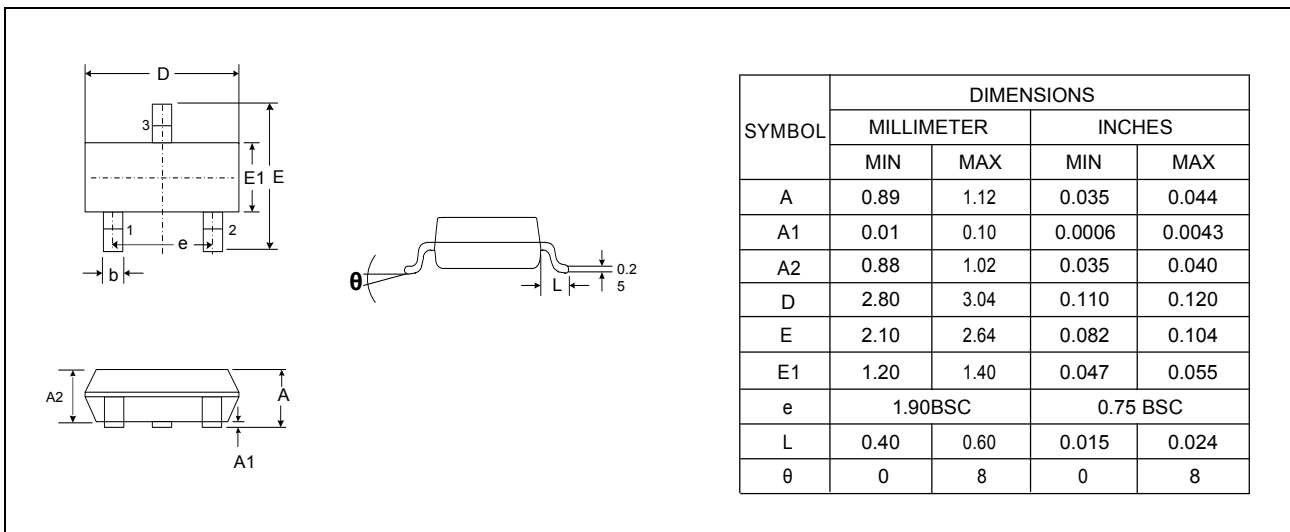 D
3
E1 E
1
2
e
b
θ
L
0.2
5
A2
A
A1
SYMBOL
DIMENSIONS
MILLIMETER INCHES
MIN MAX MIN MAX
A 0.89 1.12 0.035 0.044
A1 0.01 0.10 0.0006 0.0043
A2 0.88 1.02 0.035 0.040
D 2.80 3.04 0.110 0.120
E 2.10 2.64 0.082 0.104
E1 1.20 1.40 0.047 0.055
e 1.90BSC 0.75 BSC
L 0.40 0.60 0.015 0.024
θ 0 8 0 8